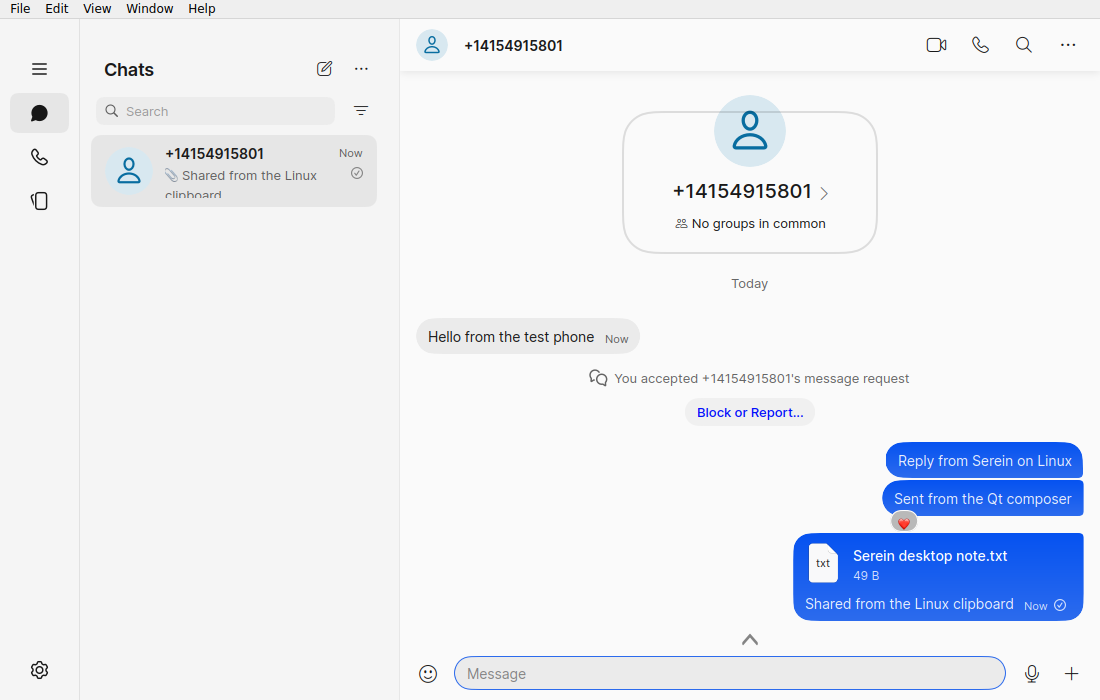 File Edit View Window Help
Chats
Search
+14154915801 Now
Shared from the Linux
clipboard
+14154915801
+14154915801
No groups in common
Today
Hello from the test phone Now
You accepted +14154915801's message request
Block or Report...
Reply from Serein on Linux
Sent from the Qt composer
txt
Serein desktop note.txt
49 B
Shared from the Linux clipboard Now
Message